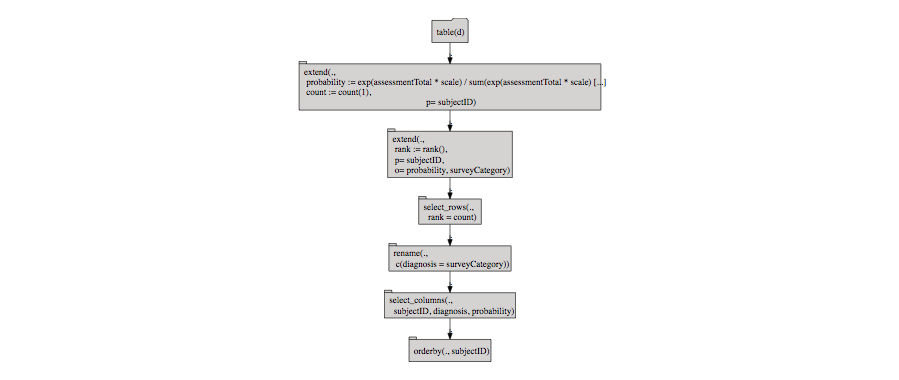 table(d)
extend(.,
probability := exp(assessmentTotal * scale) / sum(exp(assessmentTotal * scale) [...]
count := count(1),
p= subjectID)
extend(.,
rank := rank(),
p= subjectID,
o= probability, surveyCategory)
select_rows(.,
rank = count)
rename(.,
c(diagnosis = surveyCategory))
select_columns(.,
subjectID, diagnosis, probability)
orderby(., subjectID)